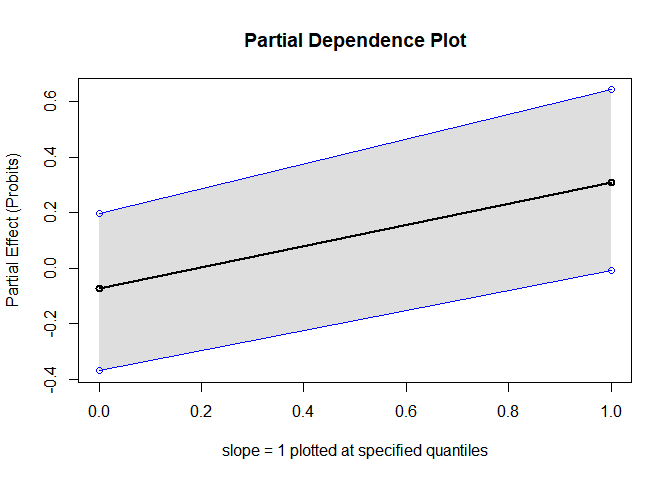 Partial Dependence Plot
Partial Effect (Probits)
0.6
0.4
0.2
0.0
-0.2
-0.4
0.0 0.2 0.4 0.6 0.8 1.0
slope = 1 plotted at specified quantiles